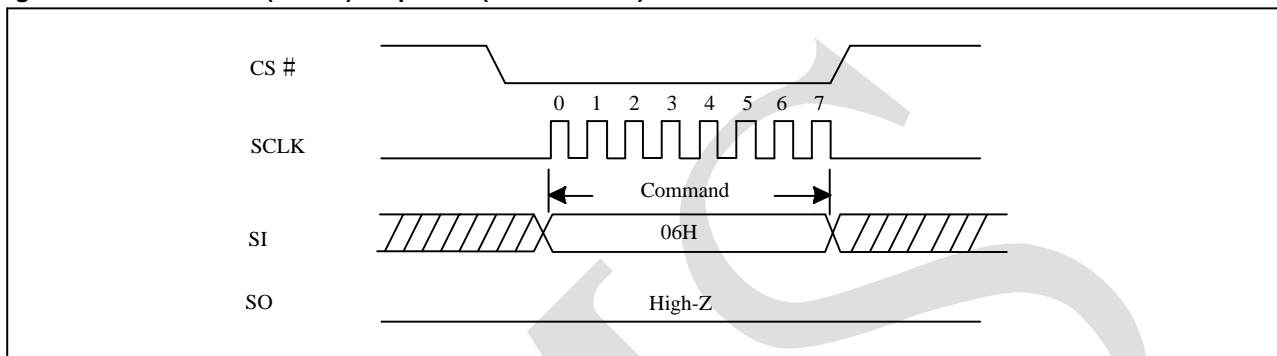 CS #
0 1 2 3 4 5 6 7
SCLK
Command
SI
06H
SO
High-Z